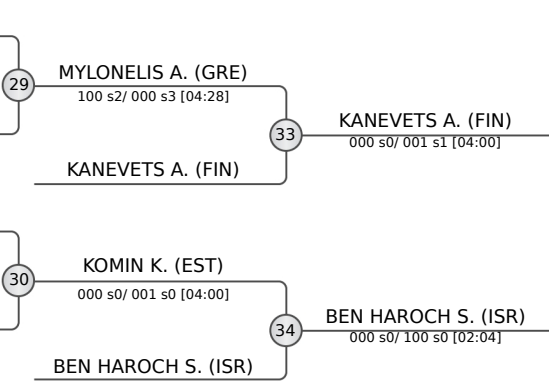 29
MYLONELIS A. (GRE)
100 s2/ 000 s3 [04:28]
33
KANEVETS A. (FIN)
000 s0/ 001 s1 [04:00]
KANEVETS A. (FIN)
30
KOMIN K. (EST)
000 s0/ 001 s0 [04:00]
34
BEN HAROCH S. (ISR)
000 s0/ 100 s0 [02:04]
BEN HAROCH S. (ISR)